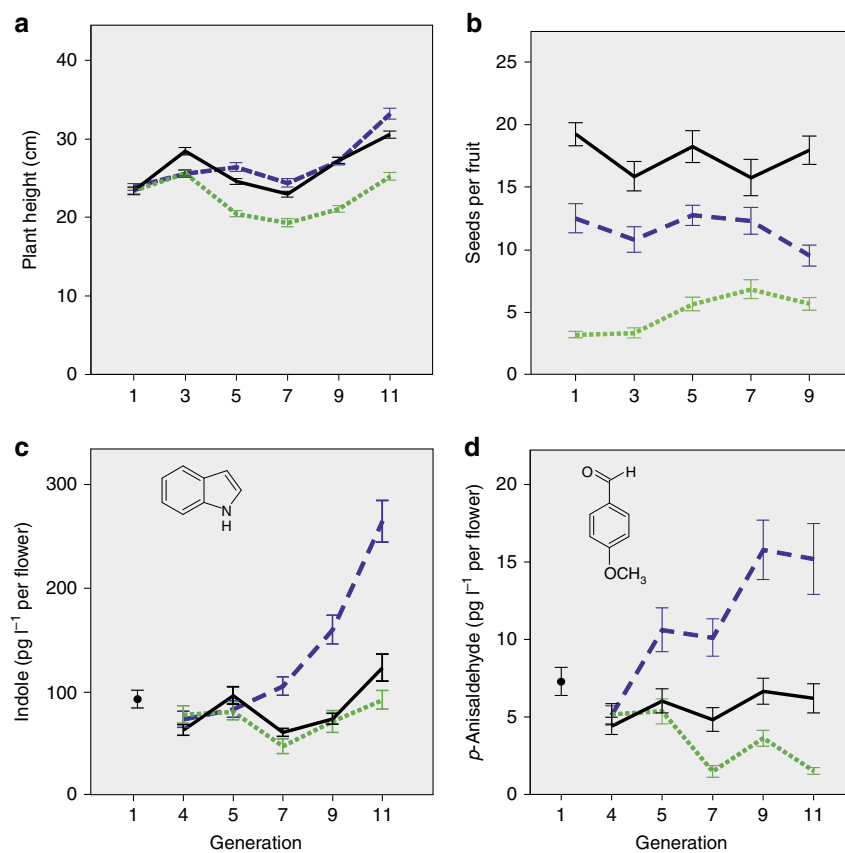 a
Plant height (cm)
40
30
20
10
0
1 3 5 7 9 11
b
Seeds per fruit
25
20
15
10
5
0
1 3 5 7 9
c
Indole (pg l⁻¹ per flower)
300
200
100
0
N
H
1 4 5 7 9 11
Generation
d
p-Anisaldehyde (pg l⁻¹ per flower)
20
15
10
5
0
O H
OCH₃
1 4 5 7 9 11
Generation